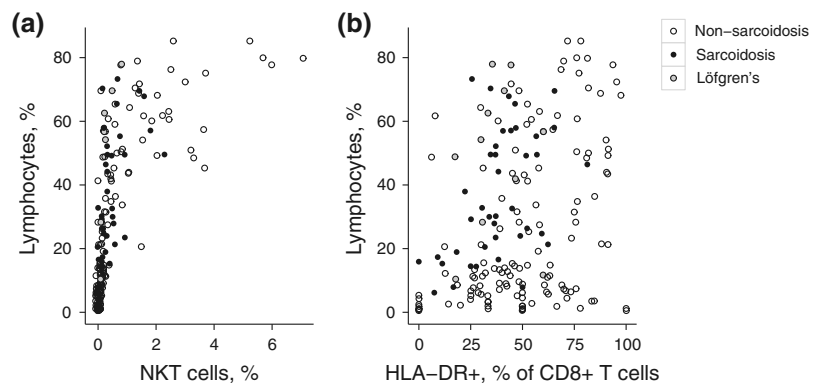 (a)
Lymphocytes, %
80
60
40
20
0
0 2 4 6
NKT cells, %
(b)
Lymphocytes, %
80
60
40
20
0
0 25 50 75 100
HLA−DR+, % of CD8+ T cells
Non−sarcoidosis
Sarcoidosis
Löfgren's